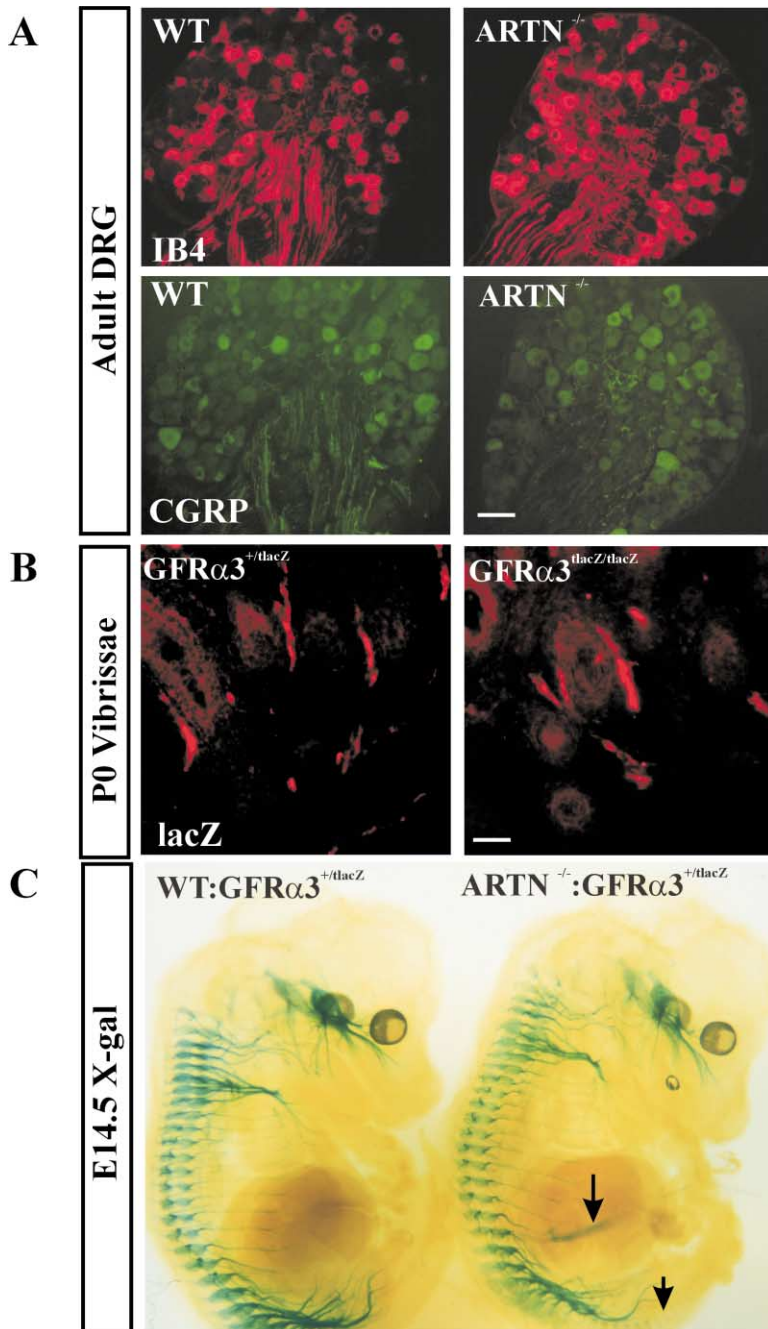 A
Adult DRG
WT
ARTN -/-
IB4
WT
ARTN -/-
CGRP
B
P0 Vibrissae
GFRα3+/tlacZ
GFRα3tlacZ/tlacZ
lacZ
C
E14.5 X-gal
WT:GFRα3+/tlacZ
ARTN -/-:GFRα3+/tlacZ